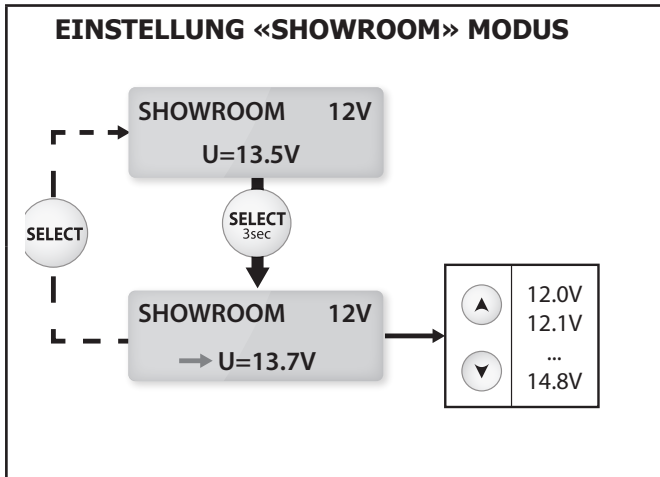 EINSTELLUNG «SHOWROOM» MODUS
SHOWROOM 12V
U=13.5V
SELECT
SELECT
3sec
SHOWROOM 12V
U=13.7V
12.0V
12.1V
...
14.8V